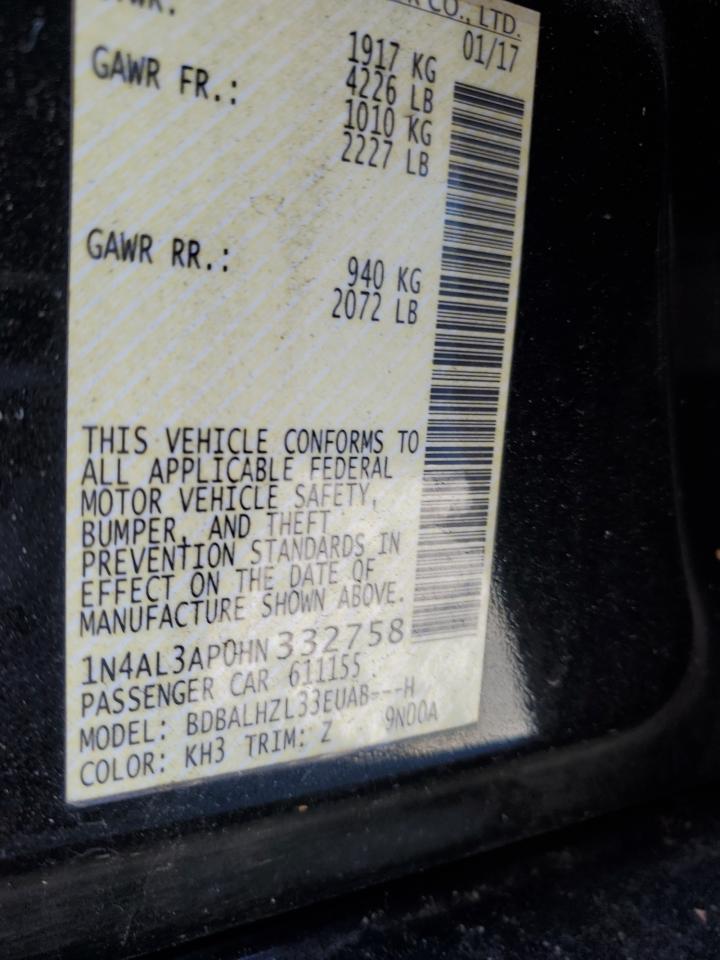 CO., LTD.
01/17
1917 KG
GAWR FR.: 4226 LB
1010 KG
2227 LB
GAWR RR.: 940 KG
2072 LB
THIS VEHICLE CONFORMS TO
ALL APPLICABLE FEDERAL
MOTOR VEHICLE SAFETY,
BUMPER, AND THEFT
PREVENTION STANDARDS IN
EFFECT ON THE DATE OF
MANUFACTURE SHOWN ABOVE.
1N4AL3AP0HN 332758
PASSENGER CAR 611155
MODEL: BDBALHZL33EUAB---H
COLOR: KH3 TRIM: Z 9N00A